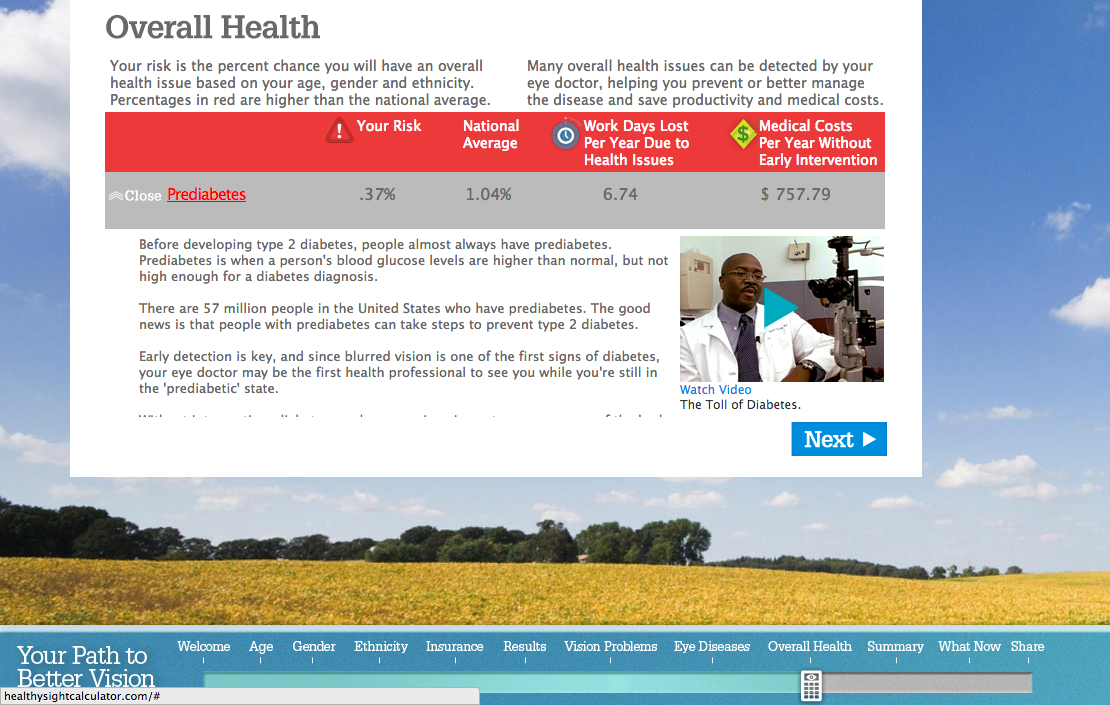 Overall Health
Your risk is the percent chance you will have an overall
health issue based on your age, gender and ethnicity.
Percentages in red are higher than the national average.
Many overall health issues can be detected by your
eye doctor, helping you prevent or better manage
the disease and save productivity and medical costs.
Your Risk
National
Average
Work Days Lost
Per Year Due to
Health Issues
$
Medical Costs
Per Year Without
Early Intervention
Close Prediabetes .37% 1.04% 6.74 $ 757.79
Before developing type 2 diabetes, people almost always have prediabetes.
Prediabetes is when a person's blood glucose levels are higher than normal, but not
high enough for a diabetes diagnosis.
There are 57 million people in the United States who have prediabetes. The good
news is that people with prediabetes can take steps to prevent type 2 diabetes.
Early detection is key, and since blurred vision is one of the first signs of diabetes,
your eye doctor may be the first health professional to see you while you're still in
the 'prediabetic' state.
Watch Video
The Toll of Diabetes.
Next
Welcome Age Gender Ethnicity Insurance Results Vision Problems Eye Diseases Overall Health Summary What Now Share
Your Path to
Better Vision
healthysightcalculator.com/#